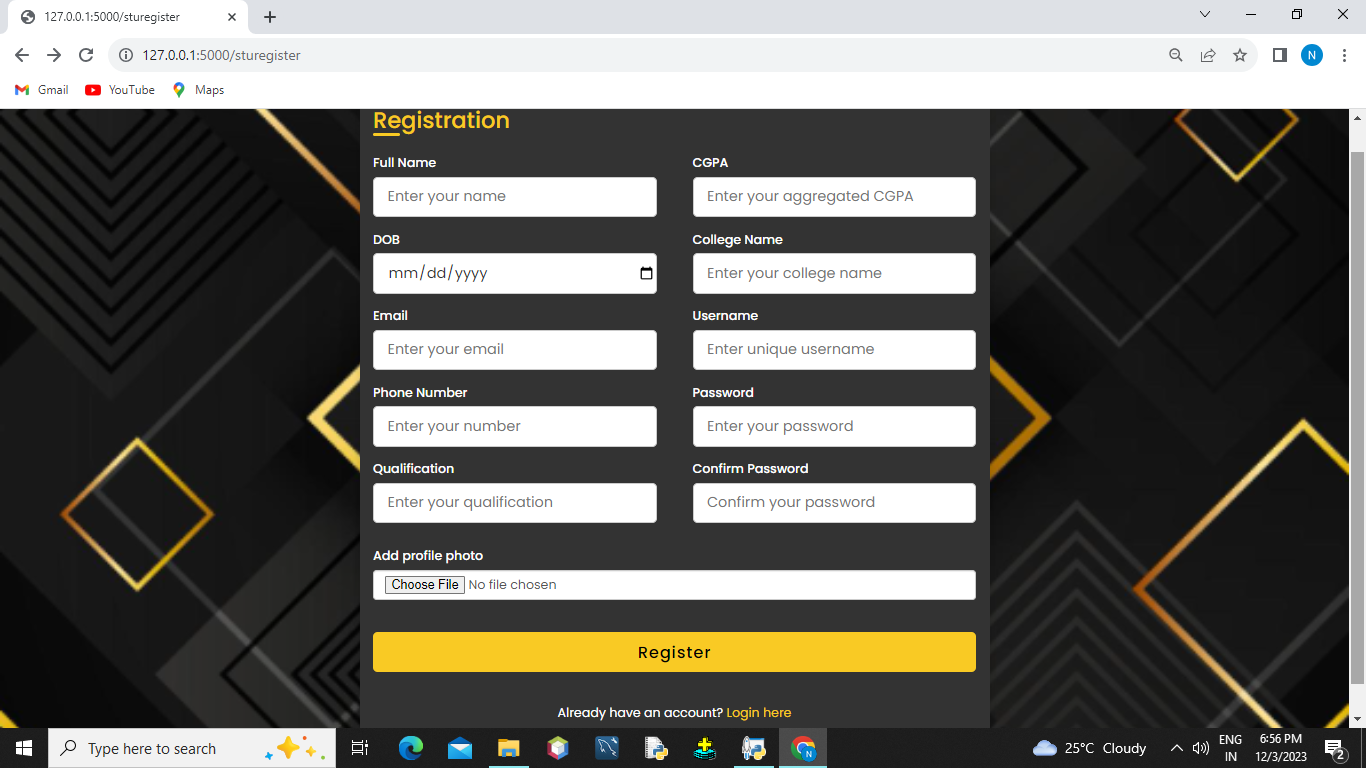 127.0.0.1:5000/sturegister
127.0.0.1:5000/sturegister
N
Gmail
YouTube
Maps
Registration
Full Name
Enter your name
CGPA
Enter your aggregated CGPA
DOB
mm/dd/yyyy
College Name
Enter your college name
Email
Enter your email
Username
Enter unique username
Phone Number
Enter your number
Password
Enter your password
Qualification
Enter your qualification
Confirm Password
Confirm your password
Add profile photo
Choose File No file chosen
Register
Already have an account? Login here
Type here to search
N
25°C Cloudy
ENG
IN
6:56 PM
12/3/2023
2